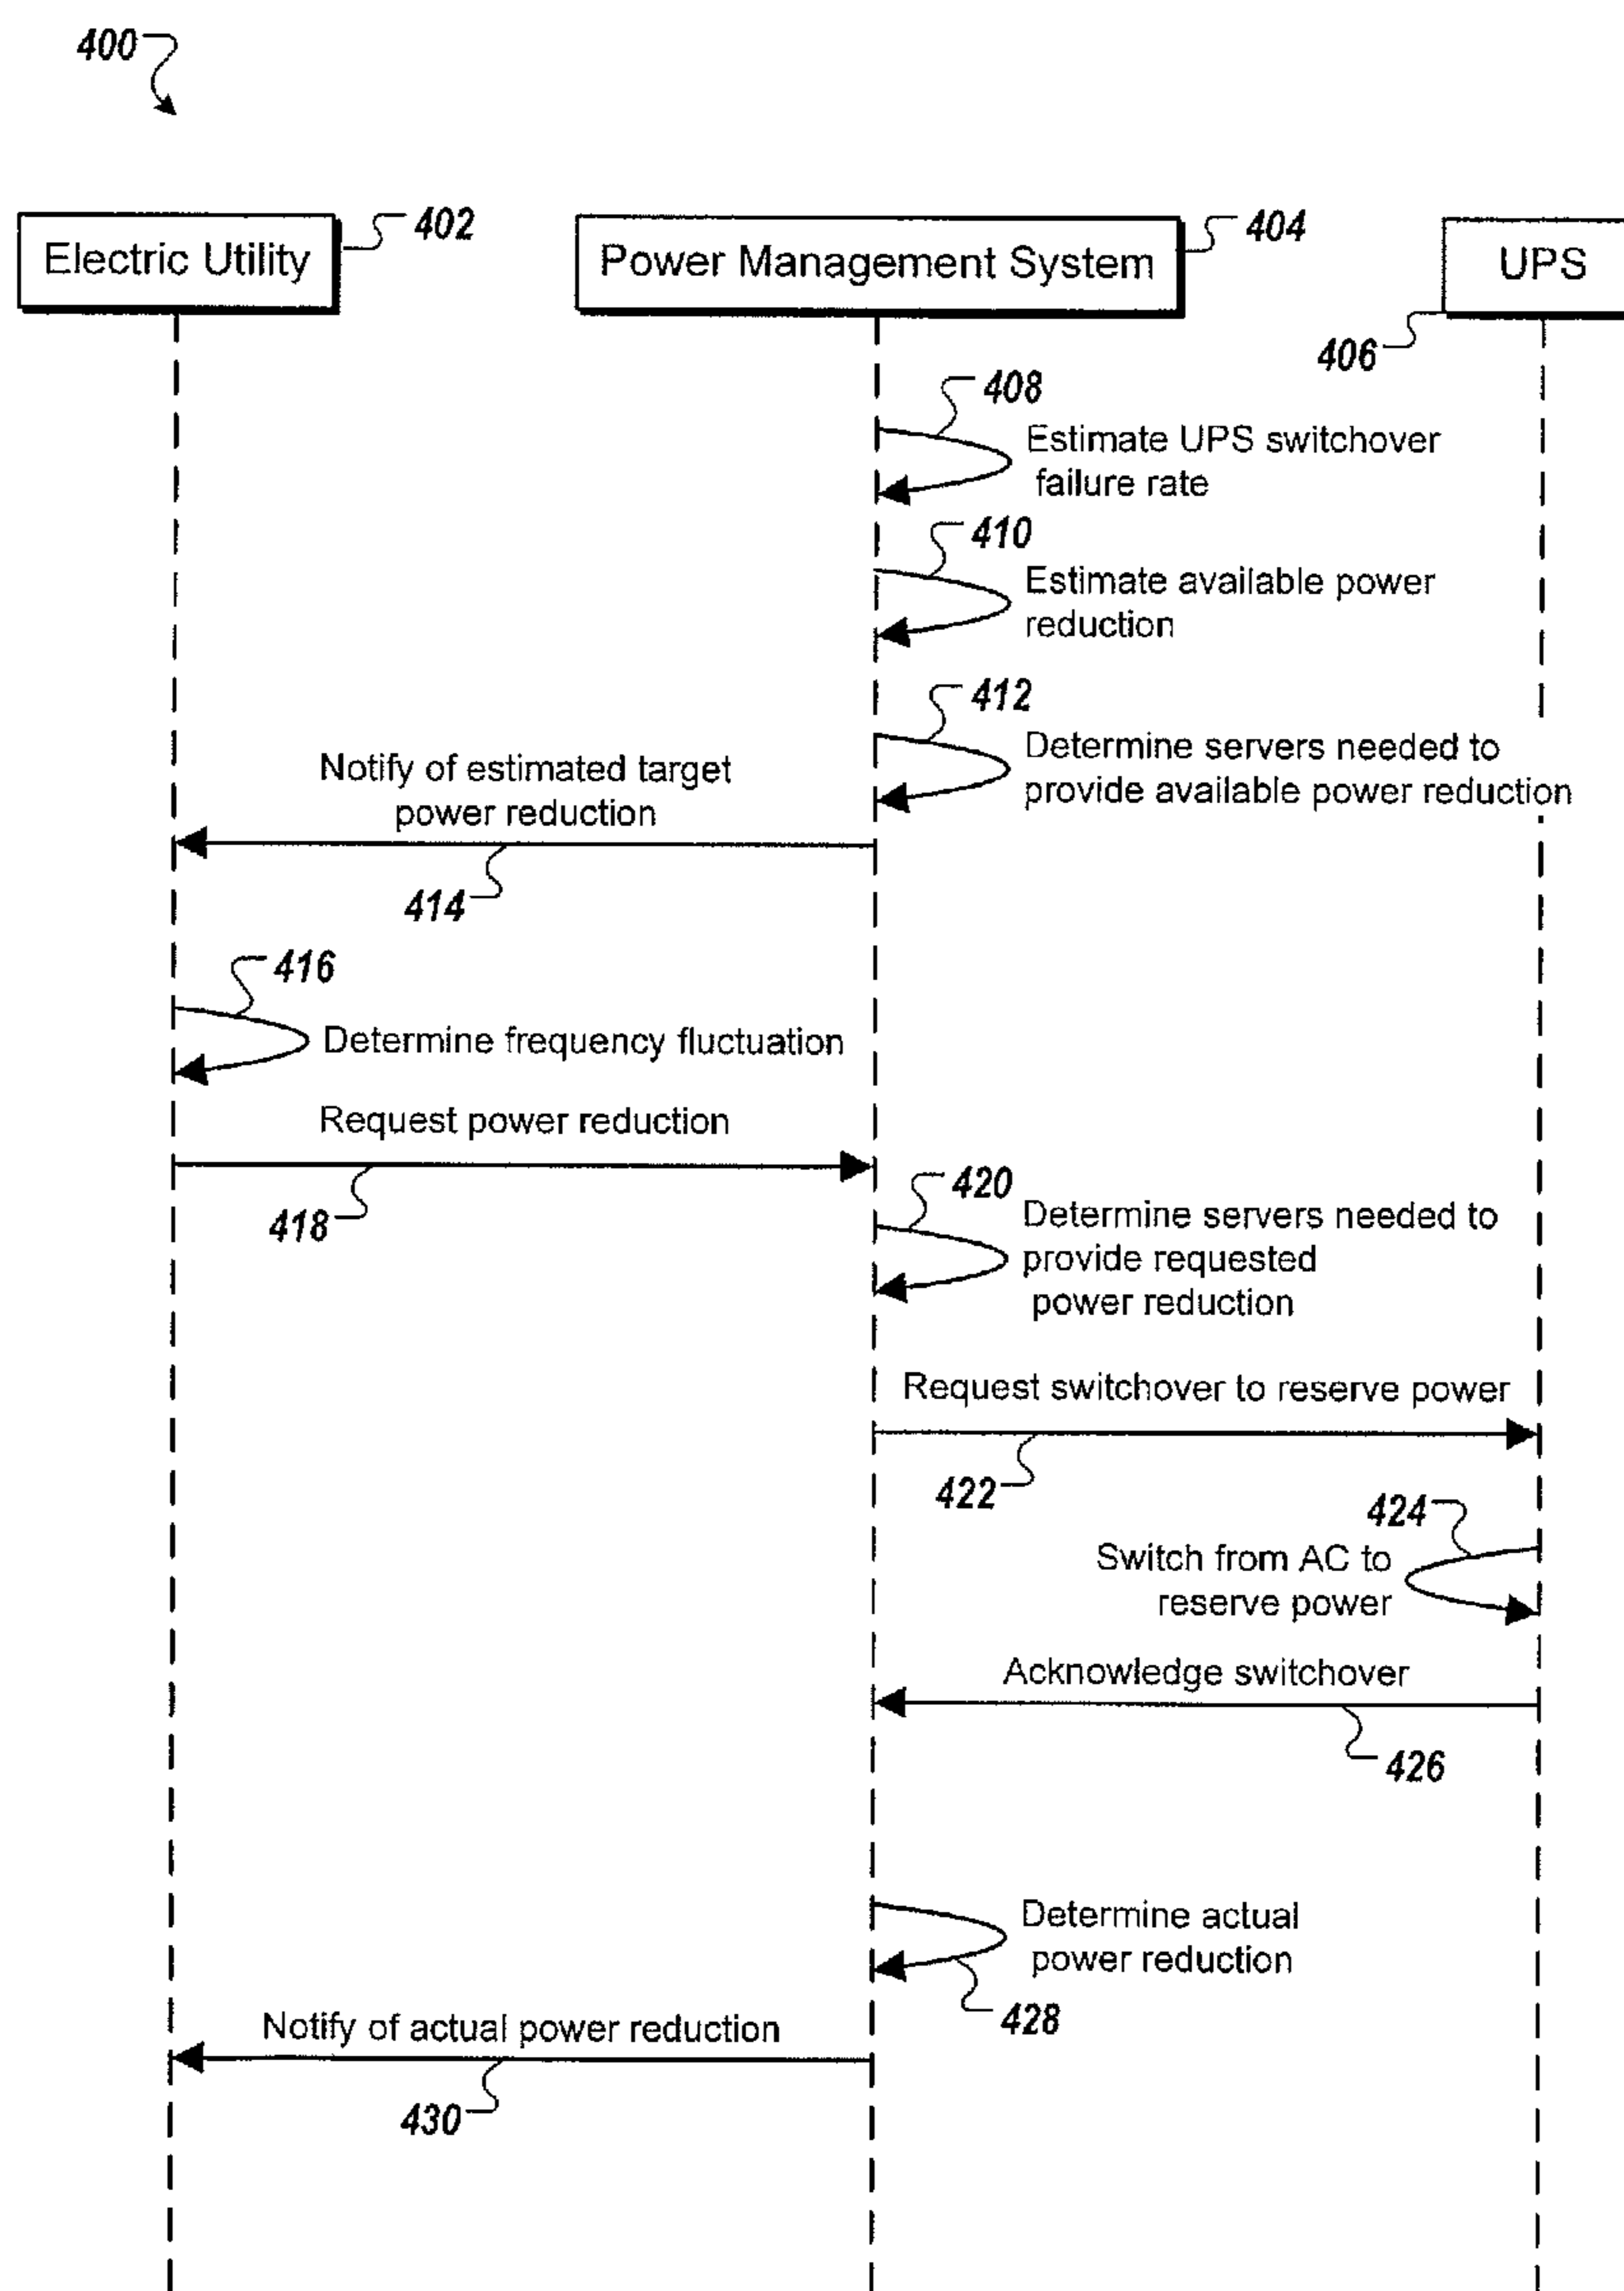 400
Electric Utility
402
Power Management System
404
UPS
406
408
Estimate UPS switchover
failure rate
410
Estimate available power
reduction
412
Determine servers needed to
provide available power reduction
Notify of estimated target
power reduction
414
416
Determine frequency fluctuation
Request power reduction
418
420
Determine servers needed to
provide requested
power reduction
Request switchover to reserve power
422
424
Switch from AC to
reserve power
Acknowledge switchover
426
Determine actual
power reduction
428
Notify of actual power reduction
430